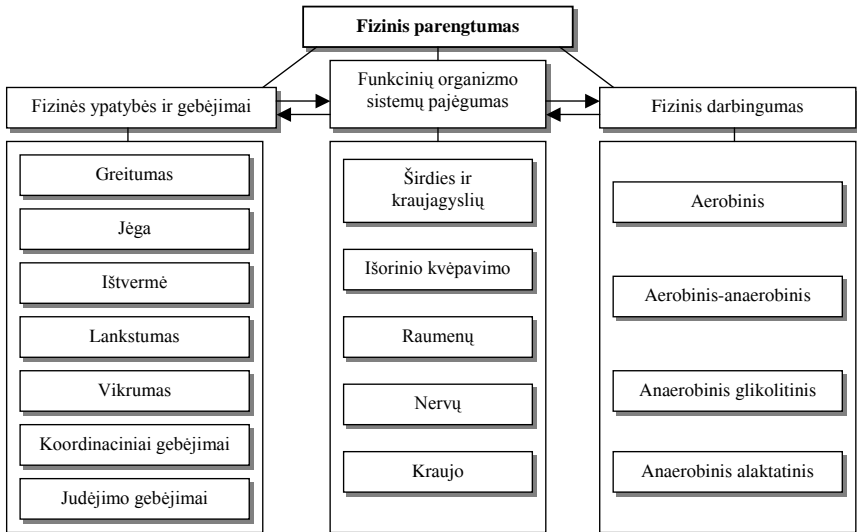 Fizinis parengtumas
Fizinės ypatybės ir gebėjimai
Funkcinių organizmo
sistemų pajėgumas
Fizinis darbingumas
Greitumas
Jėga
Ištvermė
Lankstumas
Vikrumas
Koordinaciniai gebėjimai
Judėjimo gebėjimai
Širdies ir
kraujagyslių
Išorinio kvėpavimo
Raumenų
Nervų
Kraujo
Aerobinis
Aerobinis-anaerobinis
Anaerobinis glikolitinis
Anaerobinis alaktatinis